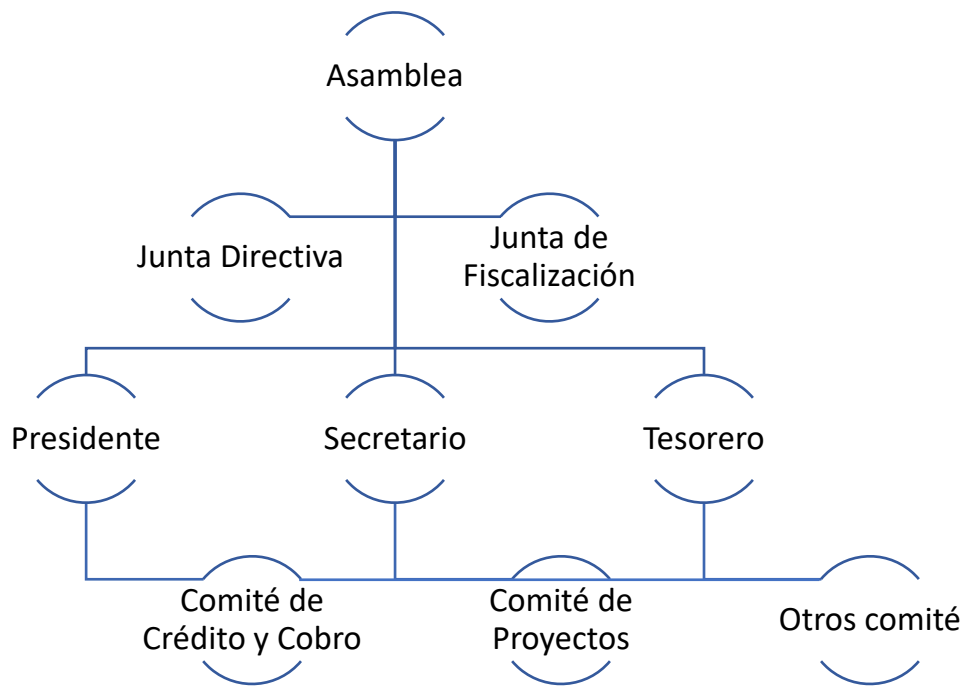 Asamblea
Junta Directiva
Junta de
Fiscalización
Presidente
Secretario
Tesorero
Comité de
Crédito y Cobro
Comité de
Proyectos
Otros comité